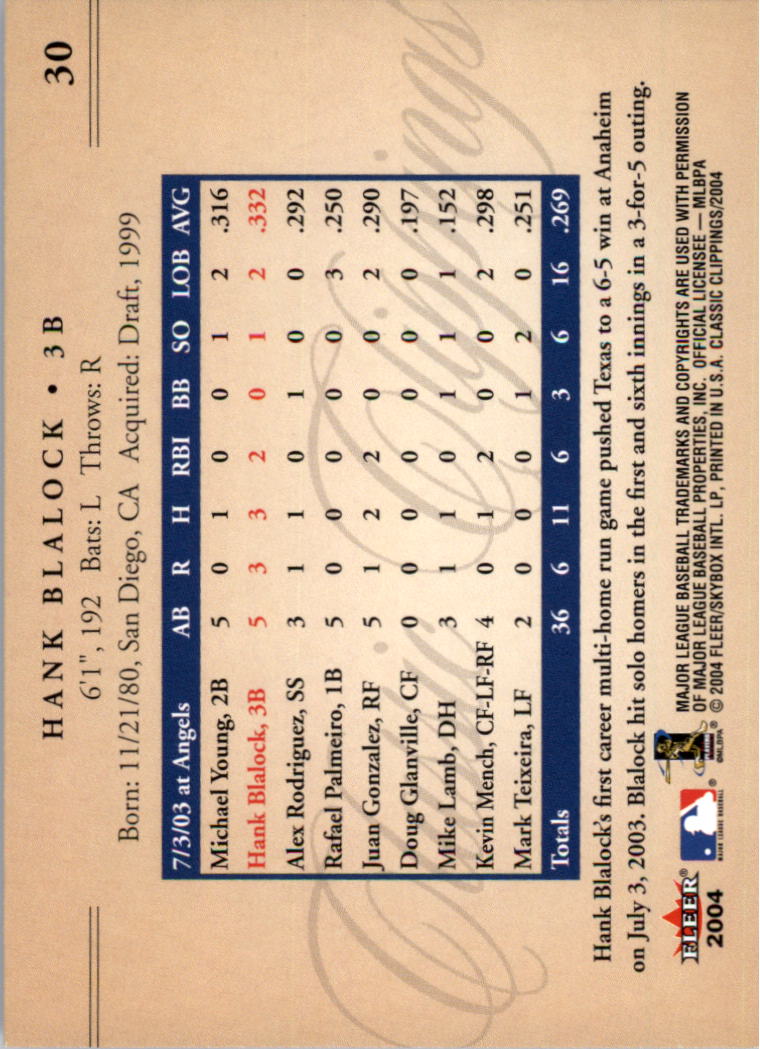 30
HANK BLALOCK • 3B
6'1", 192 Bats: L Throws: R
Born: 11/21/80, San Diego, CA Acquired: Draft, 1999
7/3/03 at Angels AB R H RBI BB SO LOB AVG
Michael Young, 2B 5 0 1 0 0 1 2 .316
Hank Blalock, 3B 5 3 3 2 0 1 2 .332
Alex Rodriguez, SS 3 1 1 0 1 0 0 .292
Rafael Palmeiro, 1B 5 0 0 0 0 0 3 .250
Juan Gonzalez, RF 5 1 2 2 0 0 2 .290
Doug Glanville, CF 0 0 0 0 0 0 0 .197
Mike Lamb, DH 3 1 1 0 1 1 1 .152
Kevin Mench, CF-LF-RF 4 0 1 2 0 0 2 .298
Mark Teixeira, LF 2 0 0 0 1 2 0 .251
Totals 36 6 11 6 3 6 16 .269
Classic Clippings
Hank Blalock's first career multi-home run game pushed Texas to a 6-5 win at Anaheim
on July 3, 2003. Blalock hit solo homers in the first and sixth innings in a 3-for-5 outing.
FLEER®
2004
®
MAJOR LEAGUE BASEBALL
®
©MLBPA
MAJOR LEAGUE BASEBALL TRADEMARKS AND COPYRIGHTS ARE USED WITH PERMISSION
OF MAJOR LEAGUE BASEBALL PROPERTIES, INC. OFFICIAL LICENSEE — MLBPA
© 2004 FLEER/SKYBOX INTL. LP, PRINTED IN U.S.A. CLASSIC CLIPPINGS/2004